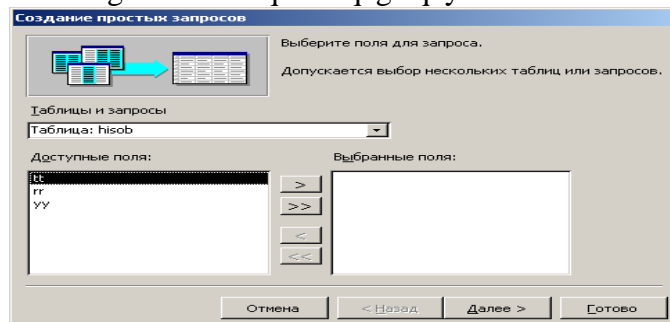 Создание простых запросов
Выберите поля для запроса.
Допускается выбор нескольких таблиц или запросов.
Таблицы и запросы
Таблица: hisob
Доступные поля:
Выбранные поля:
tt
rr
yy
>
>>
<
<<
Отмена
< Назад
Далее >
Готово